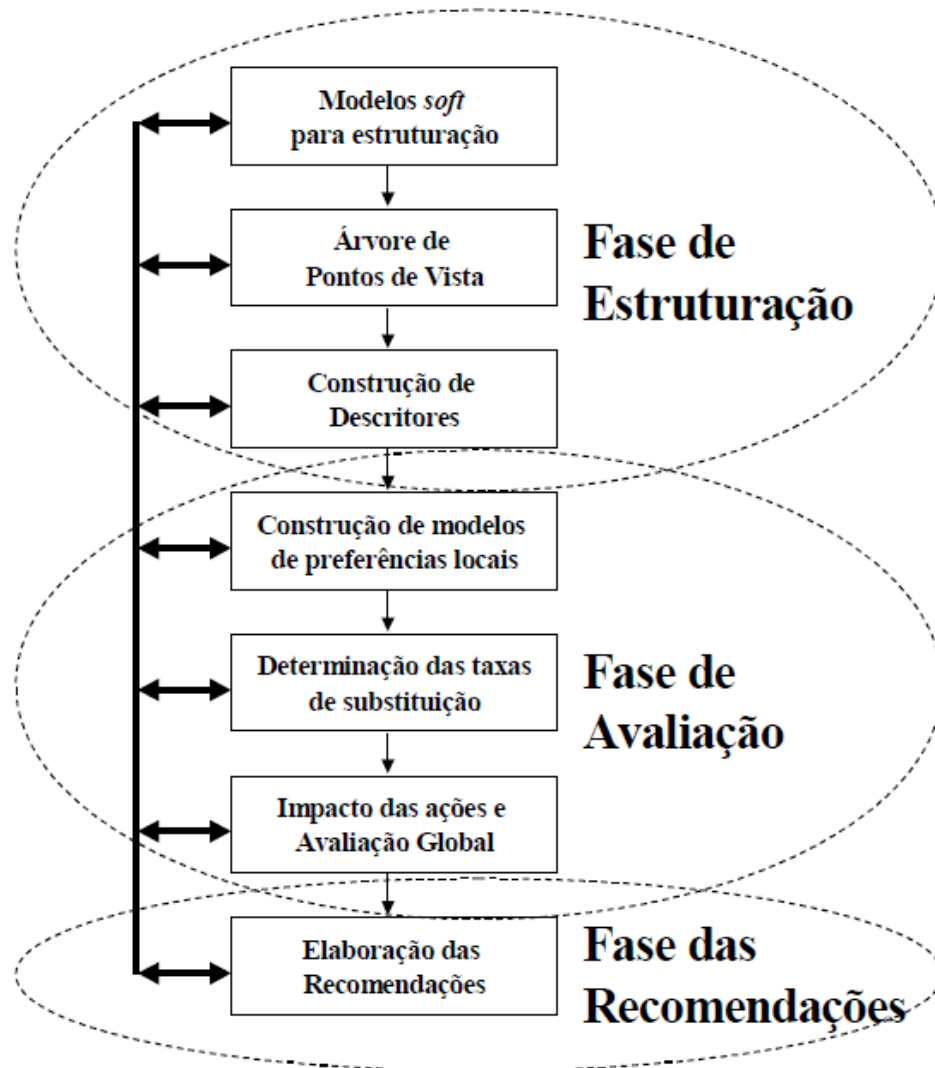 Modelos soft
para estruturação
Árvore de
Pontos de Vista
Fase de
Estruturação
Construção de
Descritores
Construção de modelos
de preferências locais
Determinação das taxas
de substituição
Fase de
Avaliação
Impacto das ações e
Avaliação Global
Elaboração das
Recomendações
Fase das
Recomendações